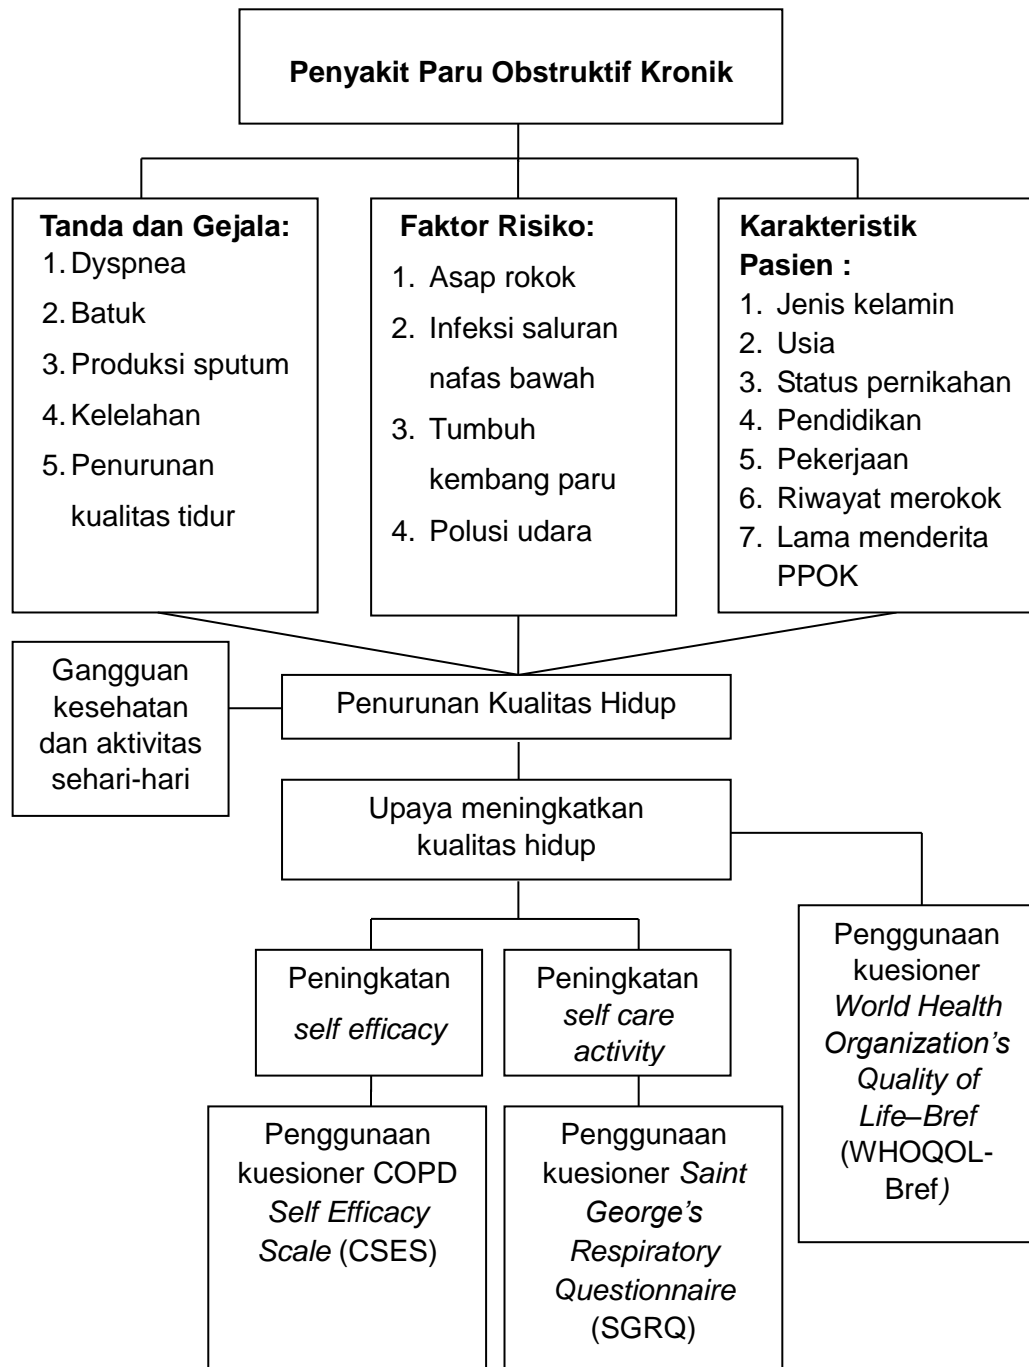 Penyakit Paru Obstruktif Kronik
Tanda dan Gejala:
1. Dyspnea
2. Batuk
3. Produksi sputum
4. Kelelahan
5. Penurunan
kualitas tidur
Faktor Risiko:
1. Asap rokok
2. Infeksi saluran
nafas bawah
3. Tumbuh
kembang paru
4. Polusi udara
Karakteristik
Pasien :
1. Jenis kelamin
2. Usia
3. Status pernikahan
4. Pendidikan
5. Pekerjaan
6. Riwayat merokok
7. Lama menderita
PPOK
Gangguan
kesehatan
dan aktivitas
sehari-hari
Penurunan Kualitas Hidup
Upaya meningkatkan
kualitas hidup
Peningkatan
self efficacy
Peningkatan
self care
activity
Penggunaan
kuesioner
World Health
Organization’s
Quality of
Life–Bref
(WHOQOL-
Bref)
Penggunaan
kuesioner COPD
Self Efficacy
Scale (CSES)
Penggunaan
kuesioner Saint
George’s
Respiratory
Questionnaire
(SGRQ)